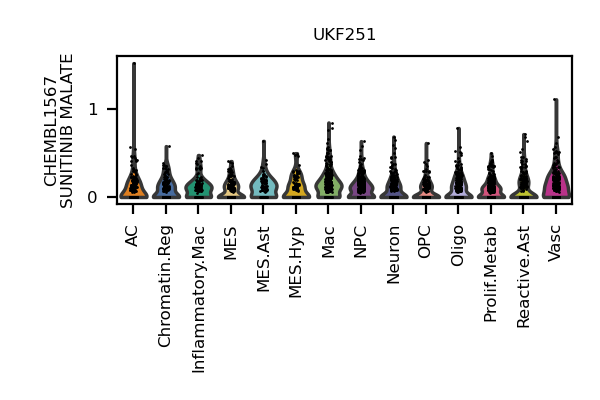 UKF251
CHEMBL1567
SUNITINIB MALATE
1
0
AC
Chromatin.Reg
Inflammatory.Mac
MES
MES.Ast
MES.Hyp
Mac
NPC
Neuron
OPC
Oligo
Prolif.Metab
Reactive.Ast
Vasc